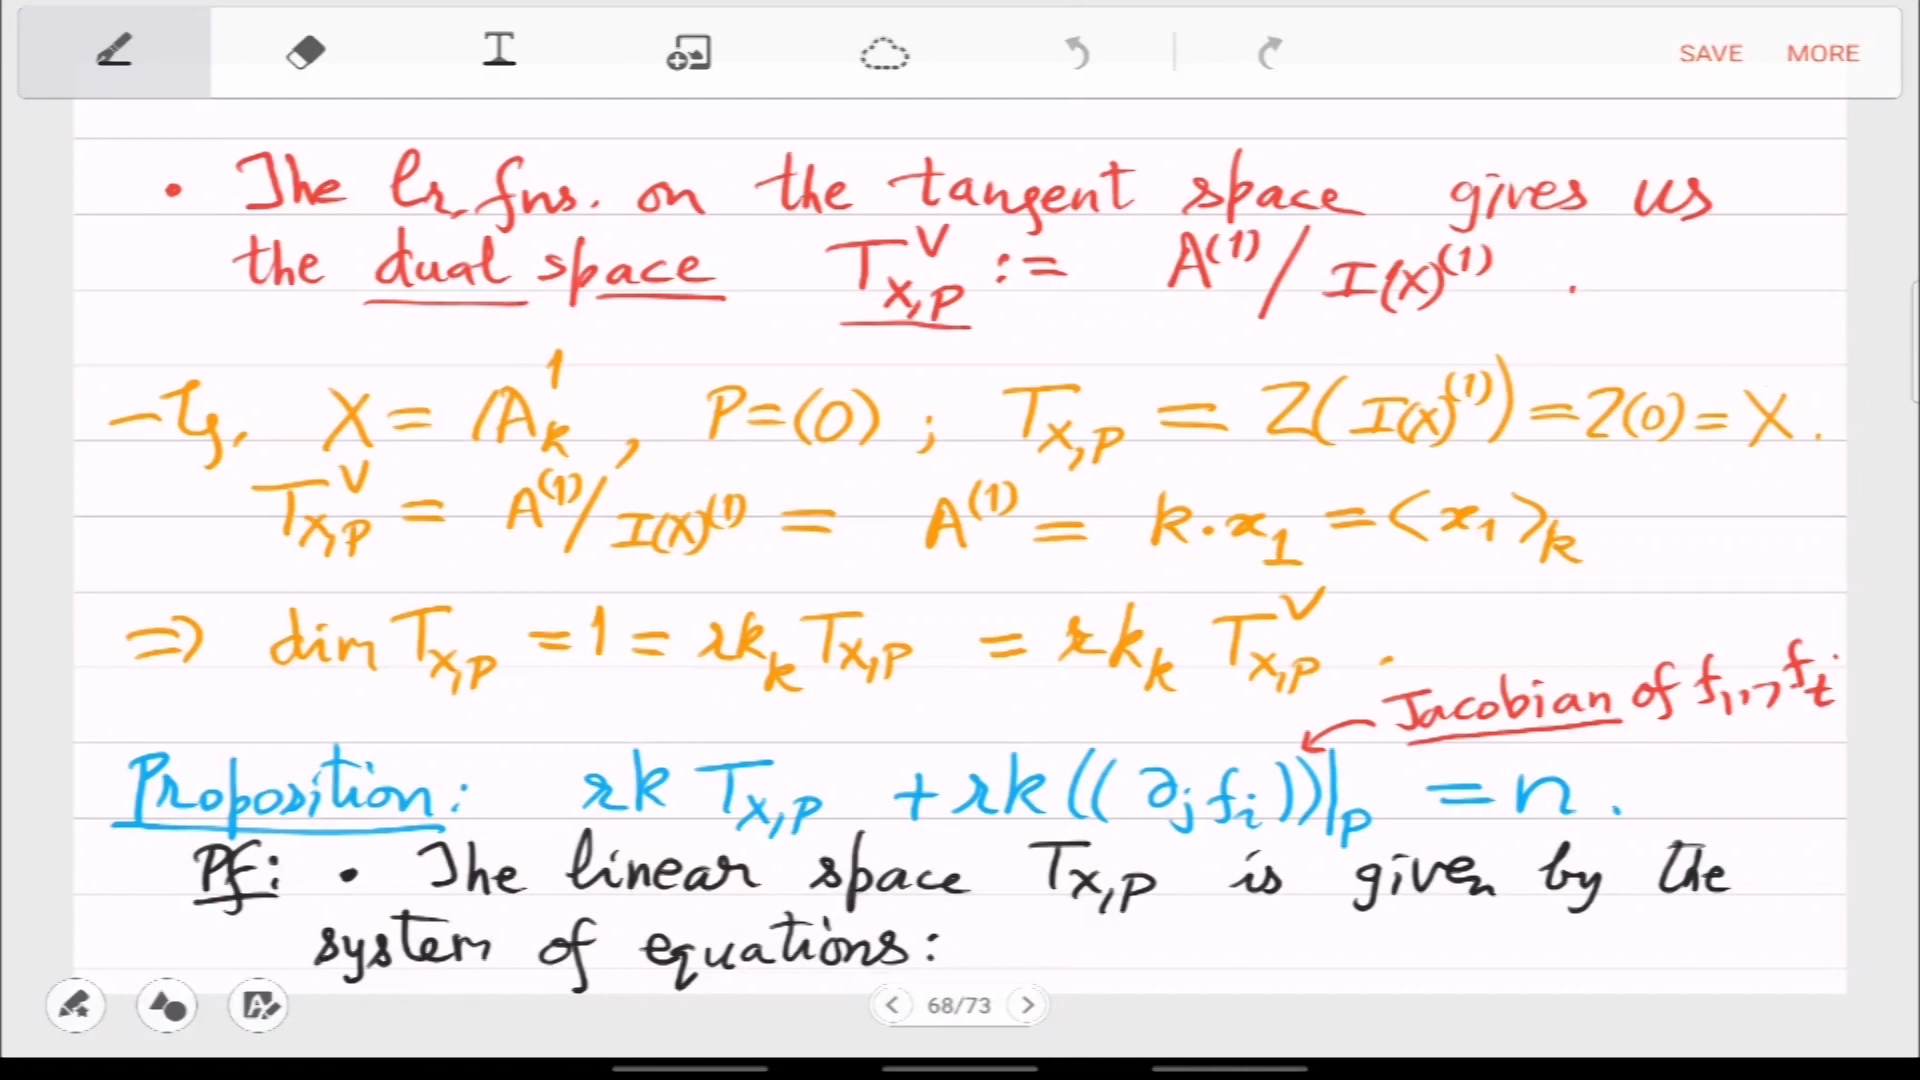 SAVE MORE
• The lr. fns. on the tangent space gives us
the dual space T^∨_{X,P} := A^{(1)}/I(X)^{(1)}.
- Eg. X = 𝔸^1_k, P=(0); T_{X,P} = Z(I(X)^{(1)}) = Z(0) = X.
T^∨_{X,P} = A^{(1)}/I(X)^{(1)} = A^{(1)} = k·x_1 = <x_1>_k
⇒ dim T_{X,P} = 1 = rk_k T_{X,P} = rk_k T^∨_{X,P}.
Jacobian of f_1,..,f_t
Proposition: rk T_{X,P} + rk((∂_j f_i))|_P = n.
Pf: • The linear space T_{X,P} is given by the
system of equations:
68/73